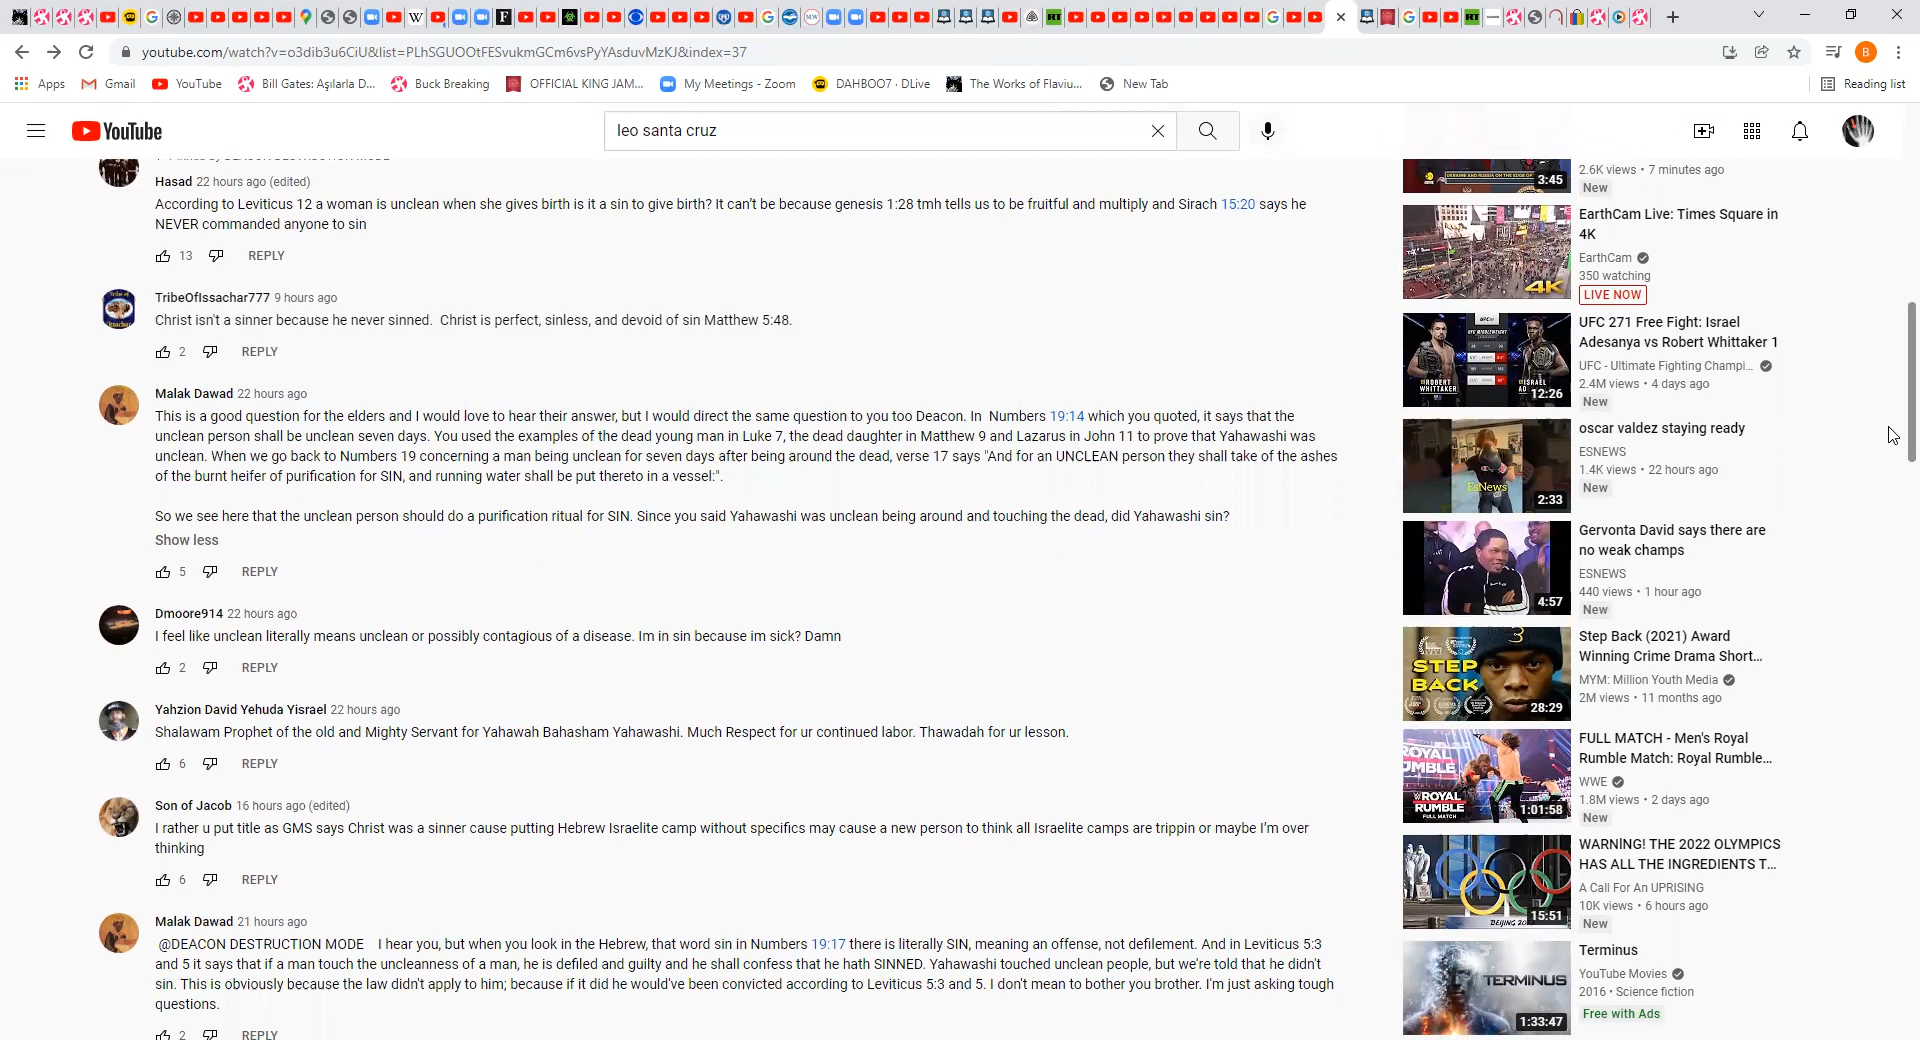 youtube.com/watch?v=o3dib3u6CiU&list=PLhSGUOOtFESvukmGCm6vsPyYAsduvMzKJ&index=37
B
Apps Gmail YouTube Bill Gates: Aşılarla D... Buck Breaking OFFICIAL KING JAM... My Meetings - Zoom DAHBOO7 · DLive The Works of Flaviu... New Tab Reading list
YouTube
leo santa cruz
Hasad 22 hours ago (edited)
According to Leviticus 12 a woman is unclean when she gives birth is it a sin to give birth? It can't be because genesis 1:28 tmh tells us to be fruitful and multiply and Sirach 15:20 says he
NEVER commanded anyone to sin
13 REPLY
TribeOfIssachar777 9 hours ago
Christ isn't a sinner because he never sinned. Christ is perfect, sinless, and devoid of sin Matthew 5:48.
2 REPLY
Malak Dawad 22 hours ago
This is a good question for the elders and I would love to hear their answer, but I would direct the same question to you too Deacon. In Numbers 19:14 which you quoted, it says that the
unclean person shall be unclean seven days. You used the examples of the dead young man in Luke 7, the dead daughter in Matthew 9 and Lazarus in John 11 to prove that Yahawashi was
unclean. When we go back to Numbers 19 concerning a man being unclean for seven days after being around the dead, verse 17 says "And for an UNCLEAN person they shall take of the ashes
of the burnt heifer of purification for SIN, and running water shall be put thereto in a vessel:".
So we see here that the unclean person should do a purification ritual for SIN. Since you said Yahawashi was unclean being around and touching the dead, did Yahawashi sin?
Show less
5 REPLY
Dmoore914 22 hours ago
I feel like unclean literally means unclean or possibly contagious of a disease. Im in sin because im sick? Damn
2 REPLY
Yahzion David Yehuda Yisrael 22 hours ago
Shalawam Prophet of the old and Mighty Servant for Yahawah Bahasham Yahawashi. Much Respect for ur continued labor. Thawadah for ur lesson.
6 REPLY
Son of Jacob 16 hours ago (edited)
I rather u put title as GMS says Christ was a sinner cause putting Hebrew Israelite camp without specifics may cause a new person to think all Israelite camps are trippin or maybe I'm over
thinking
6 REPLY
Malak Dawad 21 hours ago
@DEACON DESTRUCTION MODE I hear you, but when you look in the Hebrew, that word sin in Numbers 19:17 there is literally SIN, meaning an offense, not defilement. And in Leviticus 5:3
and 5 it says that if a man touch the uncleanness of a man, he is defiled and guilty and he shall confess that he hath SINNED. Yahawashi touched unclean people, but we're told that he didn't
sin. This is obviously because the law didn't apply to him; because if it did he would've been convicted according to Leviticus 5:3 and 5. I don't mean to bother you brother. I'm just asking tough
questions.
2 REPLY
3:45
2.6K views • 7 minutes ago
New
4K
EarthCam Live: Times Square in
4K
EarthCam
350 watching
LIVE NOW
ROBERT
WHITTAKER
ISRAEL
12:26
UFC 271 Free Fight: Israel
Adesanya vs Robert Whittaker 1
UFC - Ultimate Fighting Champi...
2.4M views • 4 days ago
New
EsNews
2:33
oscar valdez staying ready
ESNEWS
1.4K views • 22 hours ago
New
4:57
Gervonta David says there are
no weak champs
ESNEWS
440 views • 1 hour ago
New
STEP
BACK
28:29
Step Back (2021) Award
Winning Crime Drama Short...
MYM: Million Youth Media
2M views • 11 months ago
ROYAL
RUMBLE
FULL MATCH
1:01:58
FULL MATCH - Men's Royal
Rumble Match: Royal Rumble...
WWE
1.8M views • 2 days ago
New
15:51
WARNING! THE 2022 OLYMPICS
HAS ALL THE INGREDIENTS T...
A Call For An UPRISING
10K views • 6 hours ago
New
TERMINUS
1:33:47
Terminus
YouTube Movies
2016 • Science fiction
Free with Ads